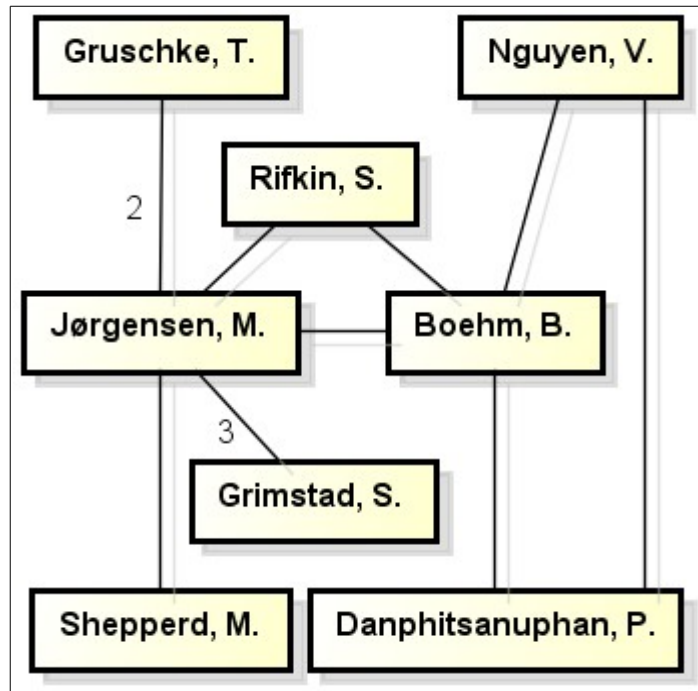 Gruschke, T.
Nguyen, V.
Rifkin, S.
2
Jørgensen, M.
Boehm, B.
3
Grimstad, S.
Shepperd, M.
Danphitsanuphan, P.